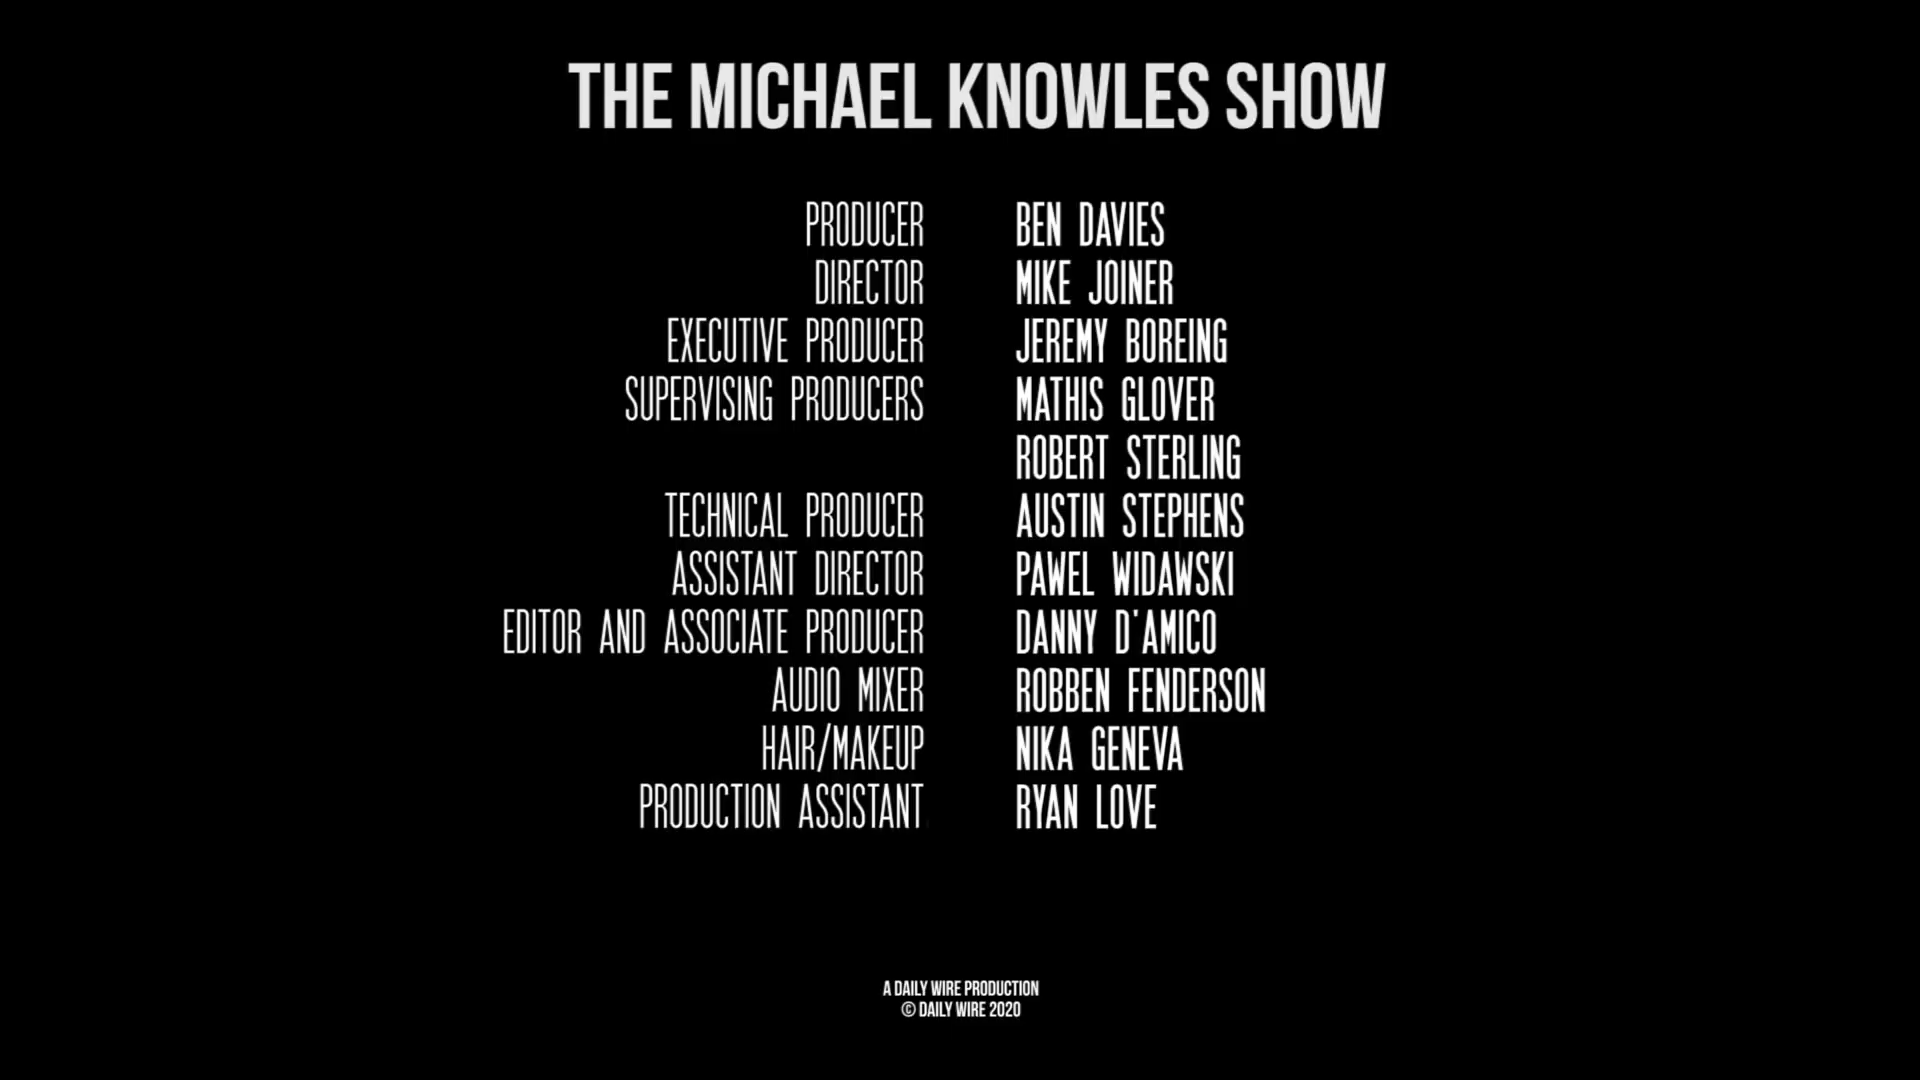 THE MICHAEL KNOWLES SHOW
PRODUCER BEN DAVIES
DIRECTOR MIKE JOINER
EXECUTIVE PRODUCER JEREMY BOREING
SUPERVISING PRODUCERS MATHIS GLOVER
ROBERT STERLING
TECHNICAL PRODUCER AUSTIN STEPHENS
ASSISTANT DIRECTOR PAWEL WIDAWSKI
EDITOR AND ASSOCIATE PRODUCER DANNY D'AMICO
AUDIO MIXER ROBBEN FENDERSON
HAIR/MAKEUP NIKA GENEVA
PRODUCTION ASSISTANT RYAN LOVE
A DAILY WIRE PRODUCTION
© DAILY WIRE 2020